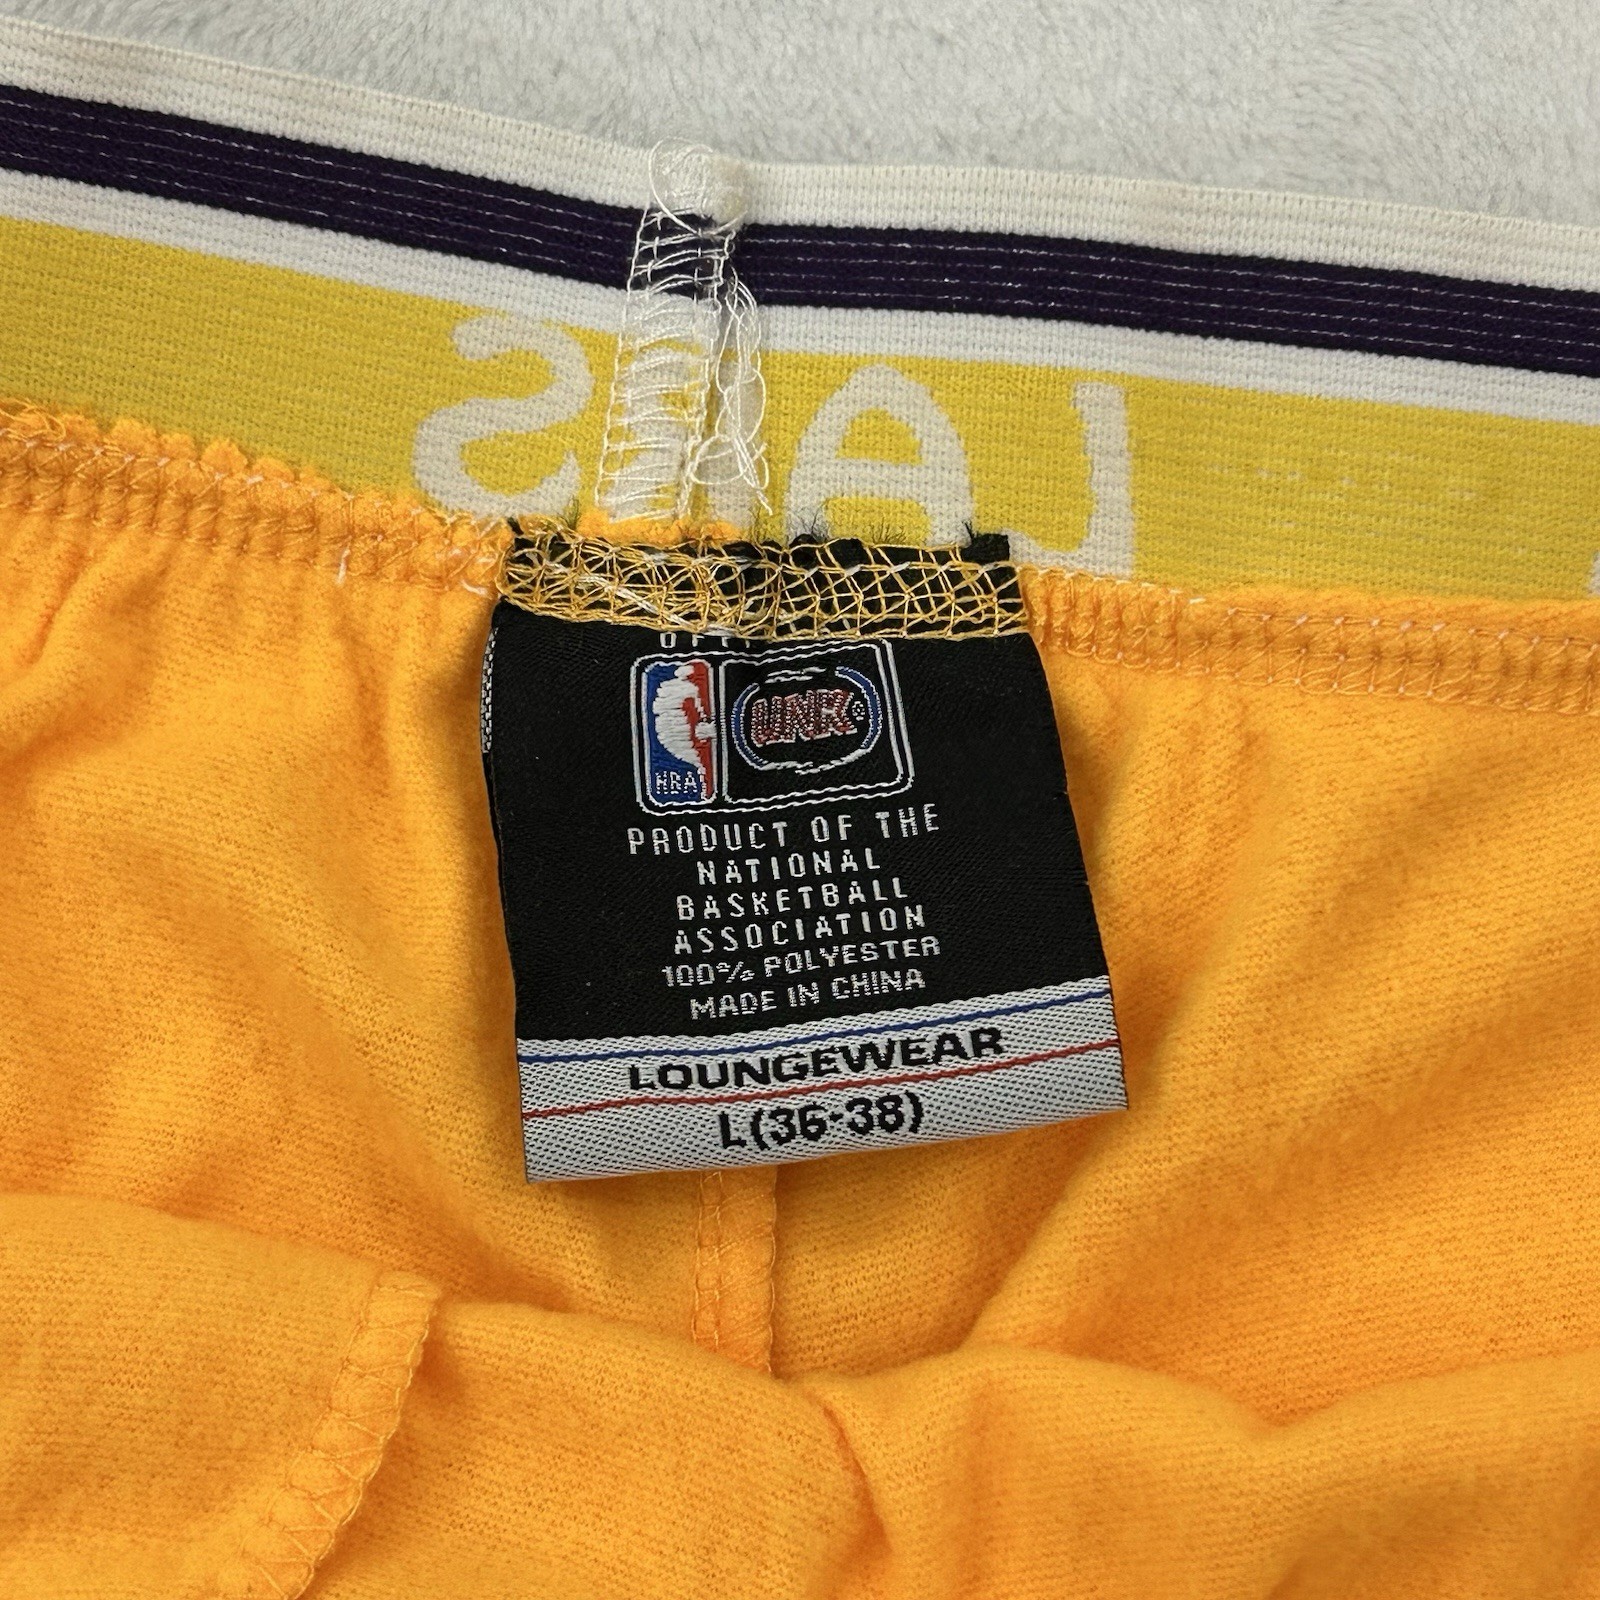 NBA
UNK®
PRODUCT OF THE
NATIONAL
BASKETBALL
ASSOCIATION
100% POLYESTER
MADE IN CHINA
LOUNGEWEAR
L(36-38)